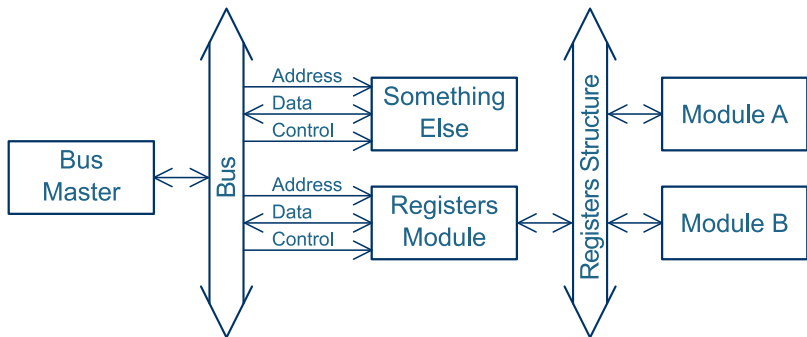 Bus
Master
Bus
Address
Data
Control
Something
Else
Address
Data
Control
Registers
Module
Registers Structure
Module A
Module B